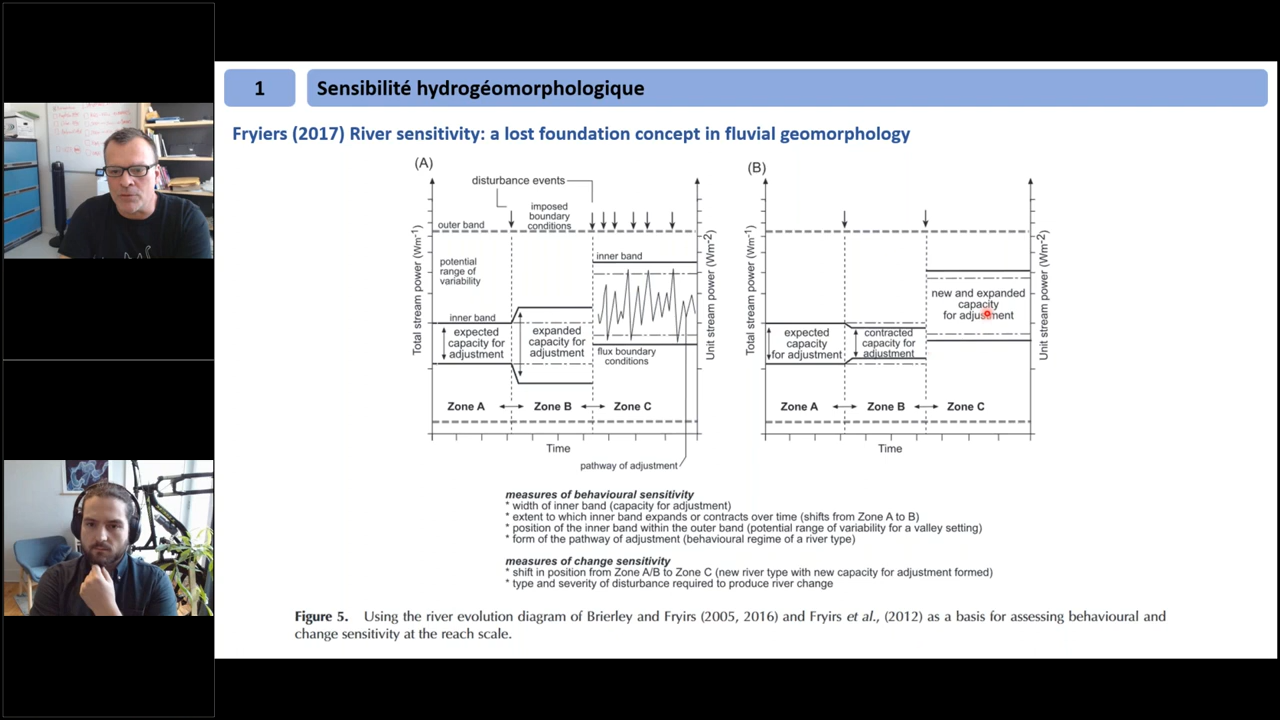 1
Sensibilité hydrogéomorphologique
Fryiers (2017) River sensitivity: a lost foundation concept in fluvial geomorphology
(A)
disturbance events
imposed
boundary
conditions
outer band
potential
range of
variability
inner band
inner band
expected
capacity for
adjustment
expanded
capacity for
adjustment
flux boundary
conditions
Zone A
Zone B
Zone C
Time
pathway of adjustment
Total stream power (Wm-1)
Unit stream power (Wm-2)
(B)
new and expanded
capacity
for adjustment
expected
capacity
for adjustment
contracted
capacity for
adjustment
Zone A
Zone B
Zone C
Time
Total stream power (Wm-1)
Unit stream power (Wm-2)
measures of behavioural sensitivity
* width of inner band (capacity for adjustment)
* extent to which inner band expands or contracts over time (shifts from Zone A to B)
* position of the inner band within the outer band (potential range of variability for a valley setting)
* form of the pathway of adjustment (behavioural regime of a river type)
measures of change sensitivity
* shift in position from Zone A/B to Zone C (new river type with new capacity for adjustment formed)
* type and severity of disturbance required to produce river change
Figure 5. Using the river evolution diagram of Brierley and Fryirs (2005, 2016) and Fryirs et al., (2012) as a basis for assessing behavioural and
change sensitivity at the reach scale.